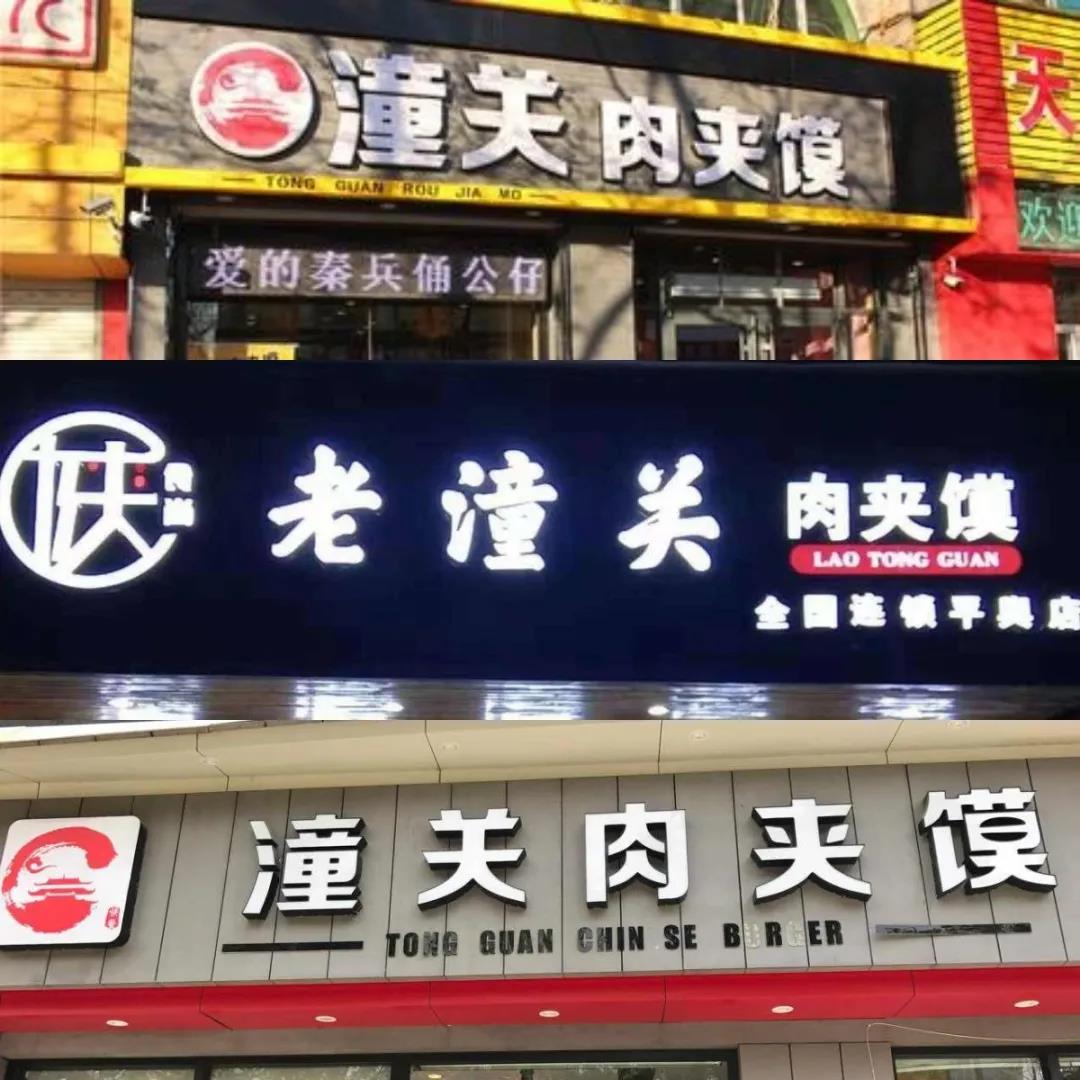 潼关肉夹馍
TONG GUAN ROU JIA MO
天
欢迎
爱的秦兵俑公仔
老潼关 肉夹馍
LAO TONG GUAN
全国连锁平舆店
潼关肉夹馍
TONG GUAN CHIN SE BURGER